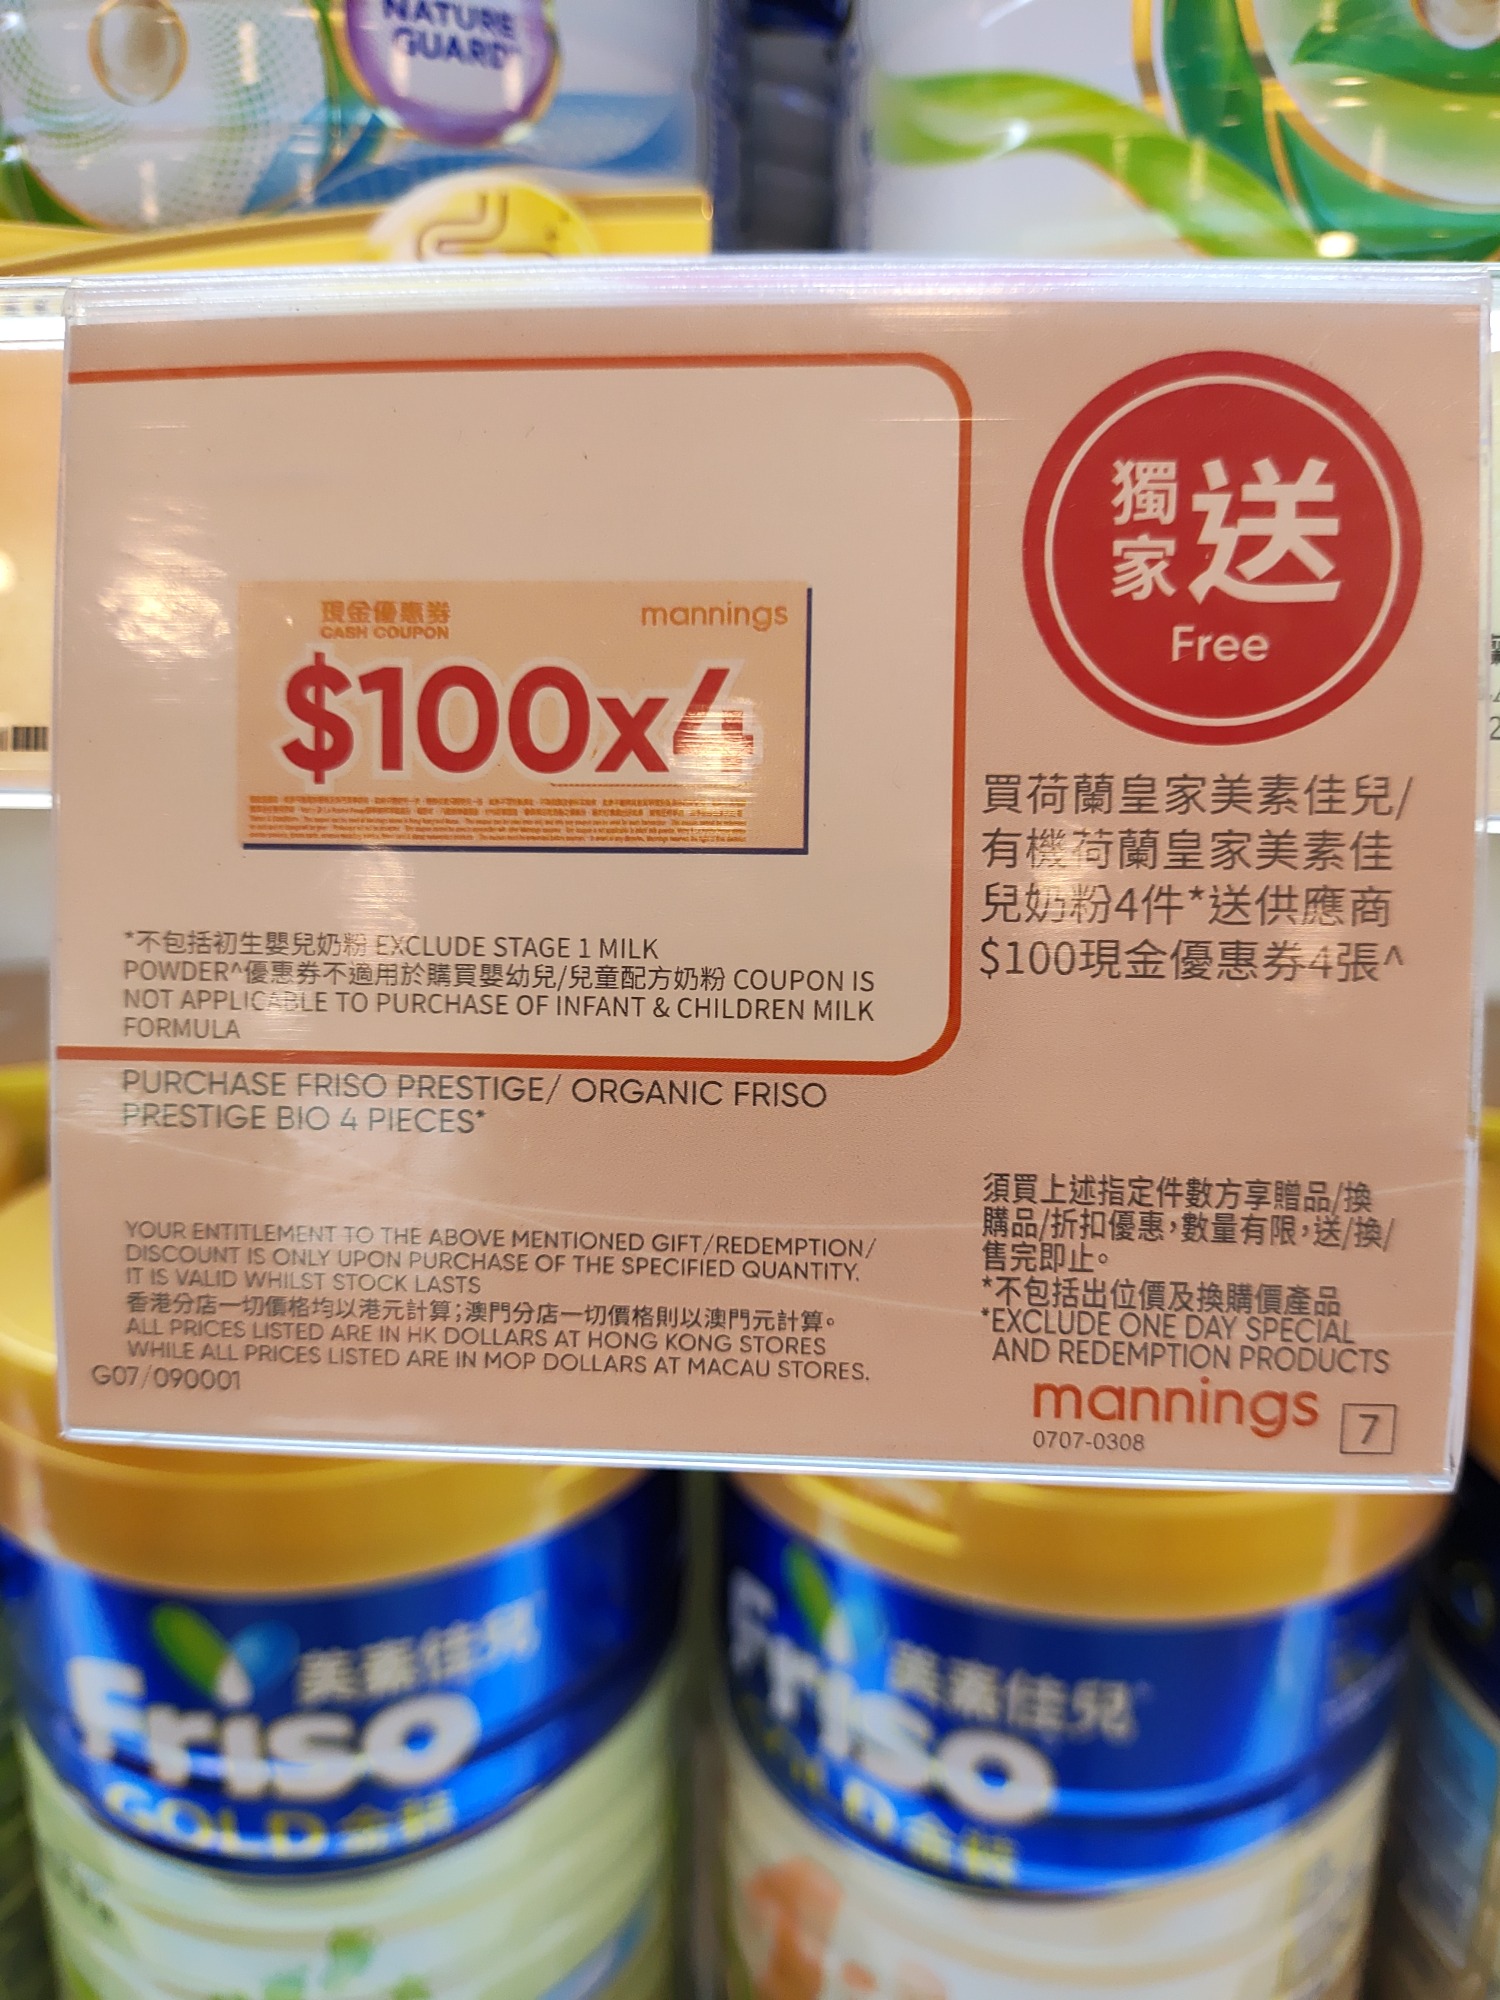 NATURE
GUARD
獨家 送
Free
現金優惠券
CASH COUPON
mannings
$100x4
買荷蘭皇家美素佳兒/
有機荷蘭皇家美素佳
兒奶粉4件*送供應商
$100現金優惠券4張^
*不包括初生嬰兒奶粉 EXCLUDE STAGE 1 MILK
POWDER^優惠券不適用於購買嬰幼兒/兒童配方奶粉 COUPON IS
NOT APPLICABLE TO PURCHASE OF INFANT & CHILDREN MILK
FORMULA
PURCHASE FRISO PRESTIGE/ ORGANIC FRISO
PRESTIGE BIO 4 PIECES*
YOUR ENTITLEMENT TO THE ABOVE MENTIONED GIFT/REDEMPTION/
DISCOUNT IS ONLY UPON PURCHASE OF THE SPECIFIED QUANTITY.
IT IS VALID WHILST STOCK LASTS
香港分店一切價格均以港元計算;澳門分店一切價格則以澳門元計算。
ALL PRICES LISTED ARE IN HK DOLLARS AT HONG KONG STORES
WHILE ALL PRICES LISTED ARE IN MOP DOLLARS AT MACAU STORES.
G07/090001
須買上述指定件數方享贈品/換
購品/折扣優惠,數量有限,送/換/
售完即止。
*不包括出位價及換購價產品
*EXCLUDE ONE DAY SPECIAL
AND REDEMPTION PRODUCTS
mannings
0707-0308
7
美素佳兒
Friso
GOLD 金裝
美素佳兒
Friso
GOLD 金裝